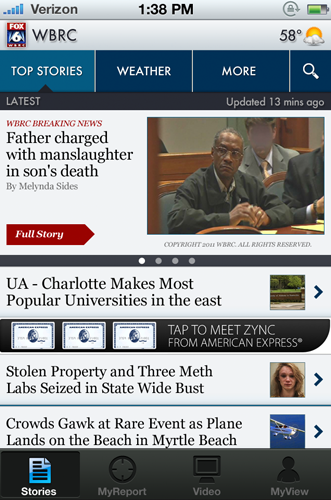 Verizon 1:38 PM
FOX 6 WBRC WBRC 58°
TOP STORIES WEATHER MORE
LATEST Updated 13 mins ago
WBRC BREAKING NEWS
Father charged
with manslaughter
in son's death
By Melynda Sides
Full Story
COPYRIGHT 2011 WBRC. ALL RIGHTS RESERVED.
UA - Charlotte Makes Most
Popular Universities in the east
TAP TO MEET ZYNC
FROM AMERICAN EXPRESS®
Stolen Property and Three Meth
Labs Seized in State Wide Bust
Crowds Gawk at Rare Event as Plane
Lands on the Beach in Myrtle Beach
Stories MyReport Video MyView